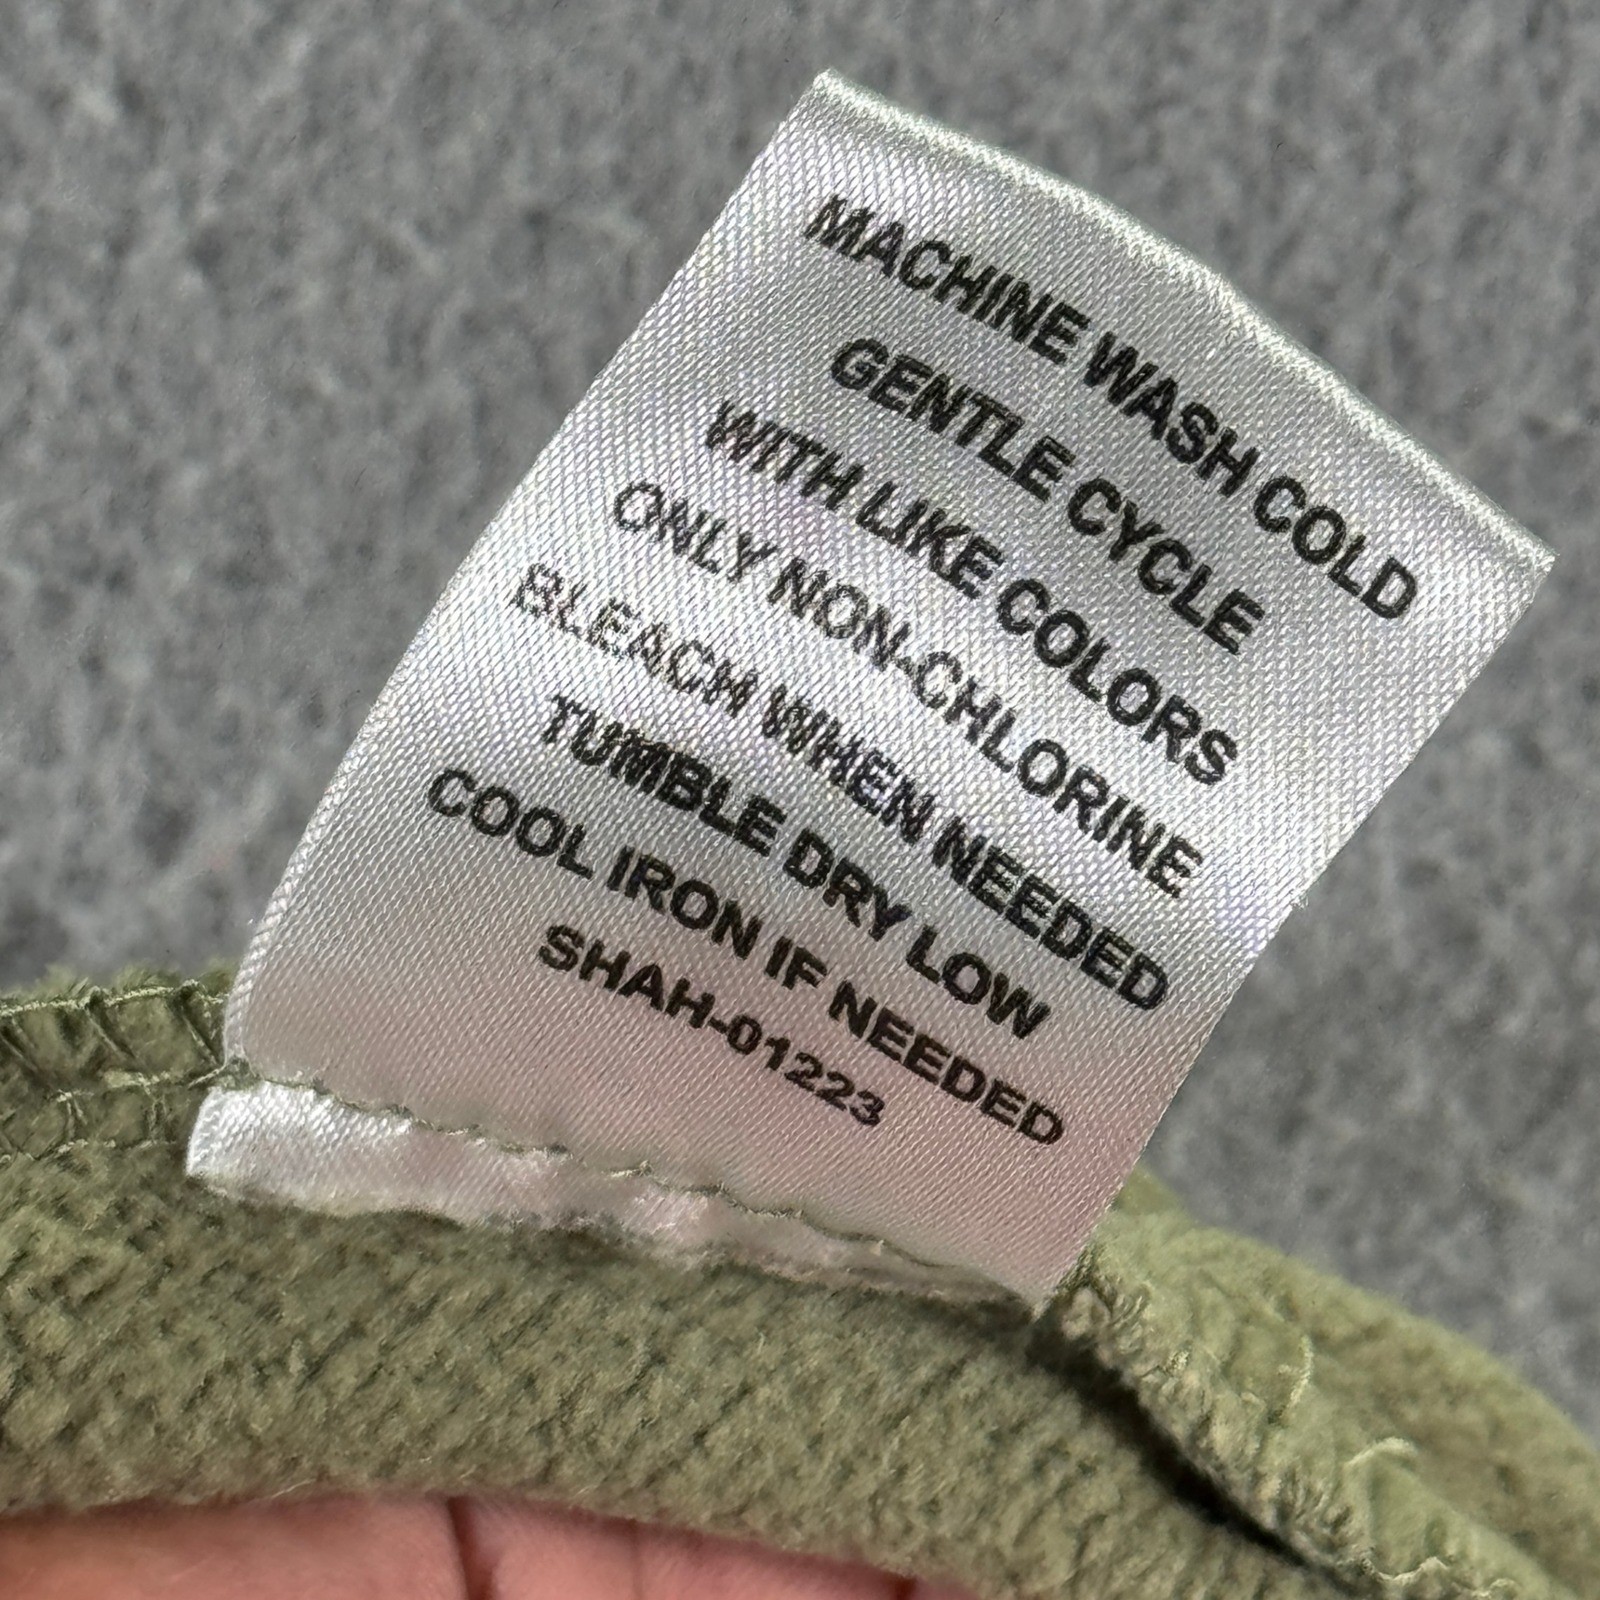 MACHINE WASH COLD
GENTLE CYCLE
WITH LIKE COLORS
ONLY NON-CHLORINE
BLEACH WHEN NEEDED
TUMBLE DRY LOW
COOL IRON IF NEEDED
SHAH-01223